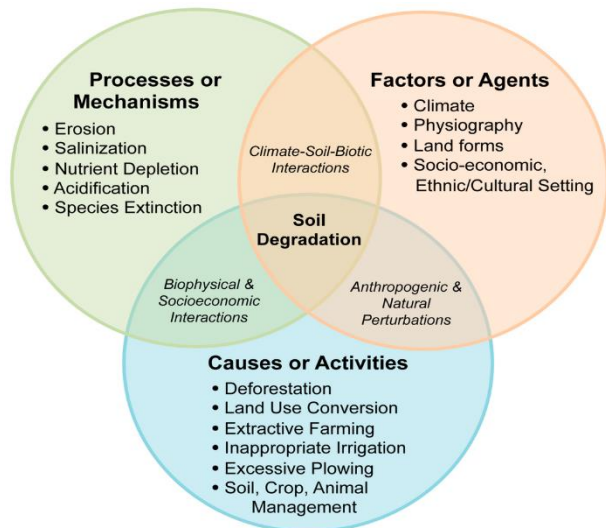 Processes or
Mechanisms
• Erosion
• Salinization
• Nutrient Depletion
• Acidification
• Species Extinction
Factors or Agents
• Climate
• Physiography
• Land forms
• Socio-economic,
Ethnic/Cultural Setting
Climate-Soil-Biotic
Interactions
Soil
Degradation
Biophysical &
Socioeconomic
Interactions
Anthropogenic &
Natural
Perturbations
Causes or Activities
• Deforestation
• Land Use Conversion
• Extractive Farming
• Inappropriate Irrigation
• Excessive Plowing
• Soil, Crop, Animal
Management